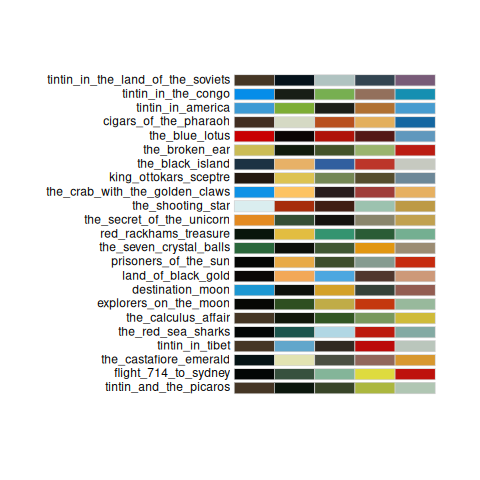 tintin_in_the_land_of_the_soviets
tintin_in_the_congo
tintin_in_america
cigars_of_the_pharaoh
the_blue_lotus
the_broken_ear
the_black_island
king_ottokars_sceptre
the_crab_with_the_golden_claws
the_shooting_star
the_secret_of_the_unicorn
red_rackhams_treasure
the_seven_crystal_balls
prisoners_of_the_sun
land_of_black_gold
destination_moon
explorers_on_the_moon
the_calculus_affair
the_red_sea_sharks
tintin_in_tibet
the_castafiore_emerald
flight_714_to_sydney
tintin_and_the_picaros